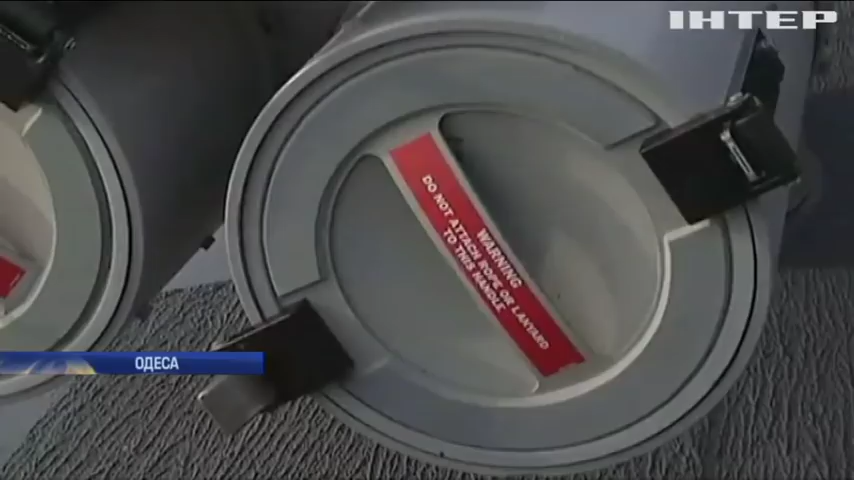 ІНТЕР
WARNING
DO NOT ATTACH ROPE OR LANYARD
TO THIS HANDLE
ОДЕСА